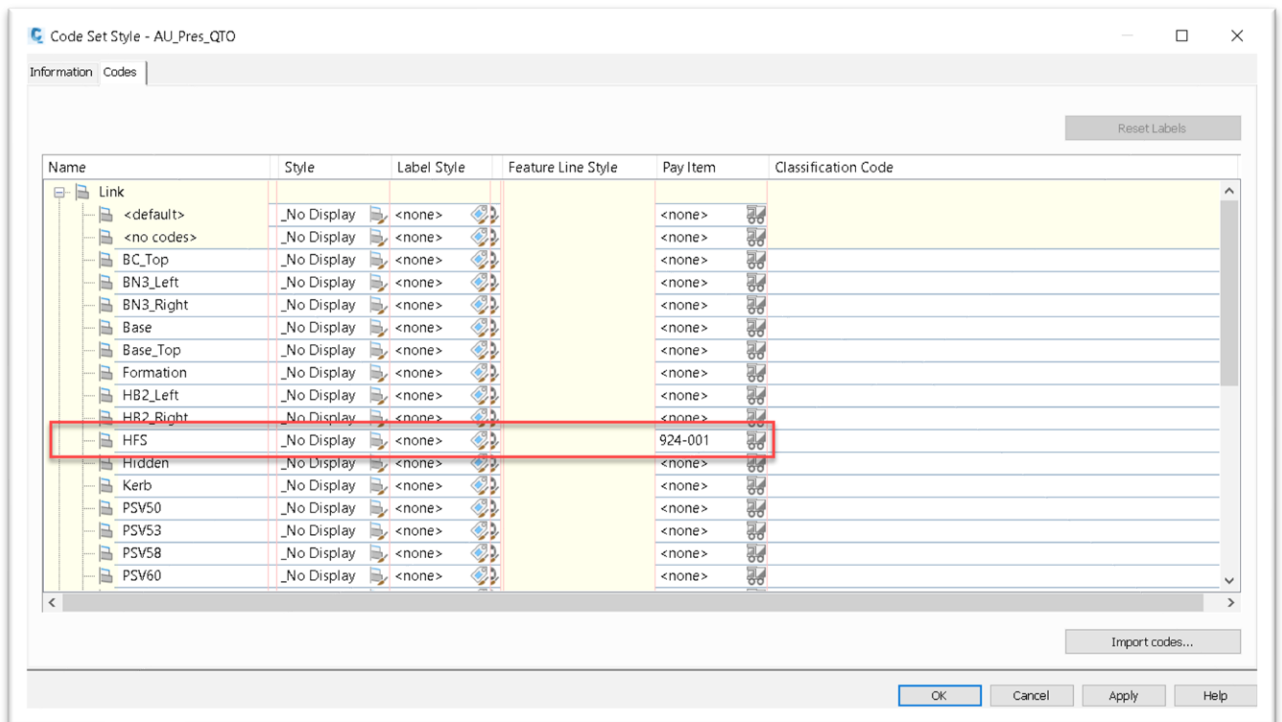 Code Set Style - AU_Pres_QTO
Information Codes
Reset Labels
Name Style Label Style Feature Line Style Pay Item Classification Code
Link
<default> _No Display <none> <none>
<no codes> _No Display <none> <none>
BC_Top _No Display <none> <none>
BN3_Left _No Display <none> <none>
BN3_Right _No Display <none> <none>
Base _No Display <none> <none>
Base_Top _No Display <none> <none>
Formation _No Display <none> <none>
HB2_Left _No Display <none> <none>
HB2_Right _No Display <none> <none>
HFS _No Display <none> 924-001
Hidden _No Display <none> <none>
Kerb _No Display <none> <none>
PSV50 _No Display <none> <none>
PSV53 _No Display <none> <none>
PSV58 _No Display <none> <none>
PSV60 _No Display <none> <none>
Import codes...
OK Cancel Apply Help